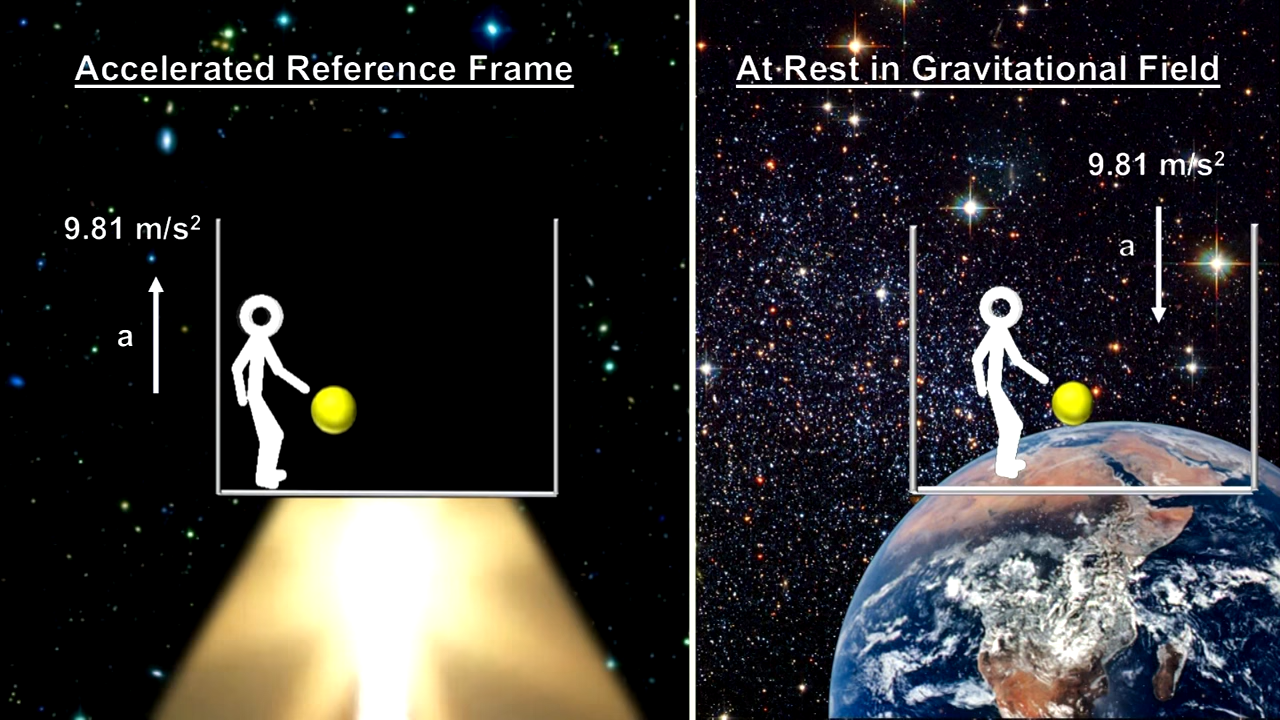 Accelerated Reference Frame
9.81 m/s²
a
At Rest in Gravitational Field
9.81 m/s²
a